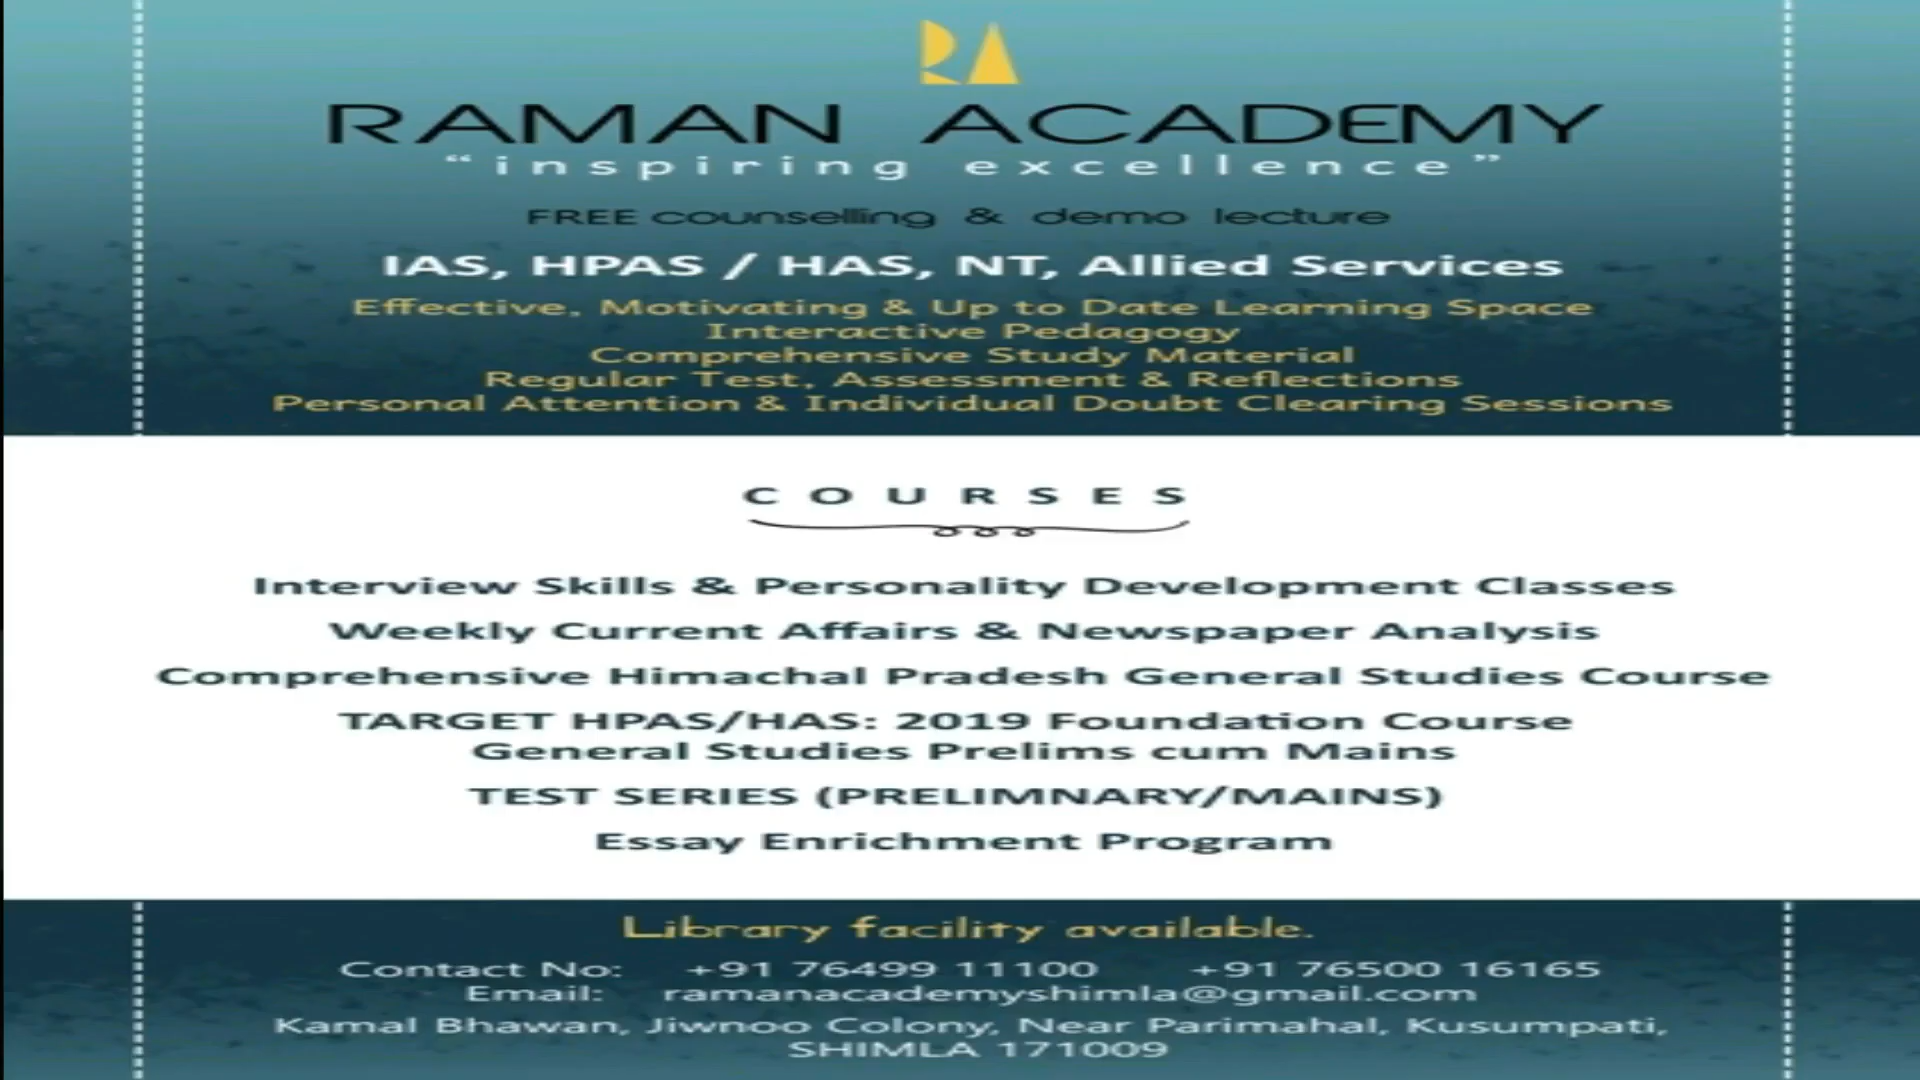 RA
RAMAN ACADEMY
“inspiring excellence”
FREE counselling & demo lecture
IAS, HPAS / HAS, NT, Allied Services
Effective, Motivating & Up to Date Learning Space
Interactive Pedagogy
Comprehensive Study Material
Regular Test, Assessment & Reflections
Personal Attention & Individual Doubt Clearing Sessions
COURSES
Interview Skills & Personality Development Classes
Weekly Current Affairs & Newspaper Analysis
Comprehensive Himachal Pradesh General Studies Course
TARGET HPAS/HAS: 2019 Foundation Course
General Studies Prelims cum Mains
TEST SERIES (PRELIMNARY/MAINS)
Essay Enrichment Program
Library facility available.
Contact No: +91 76499 11100 +91 76500 16165
Email: ramanacademyshimla@gmail.com
Kamal Bhawan, Jiwnoo Colony, Near Parimahal, Kusumpati,
SHIMLA 171009